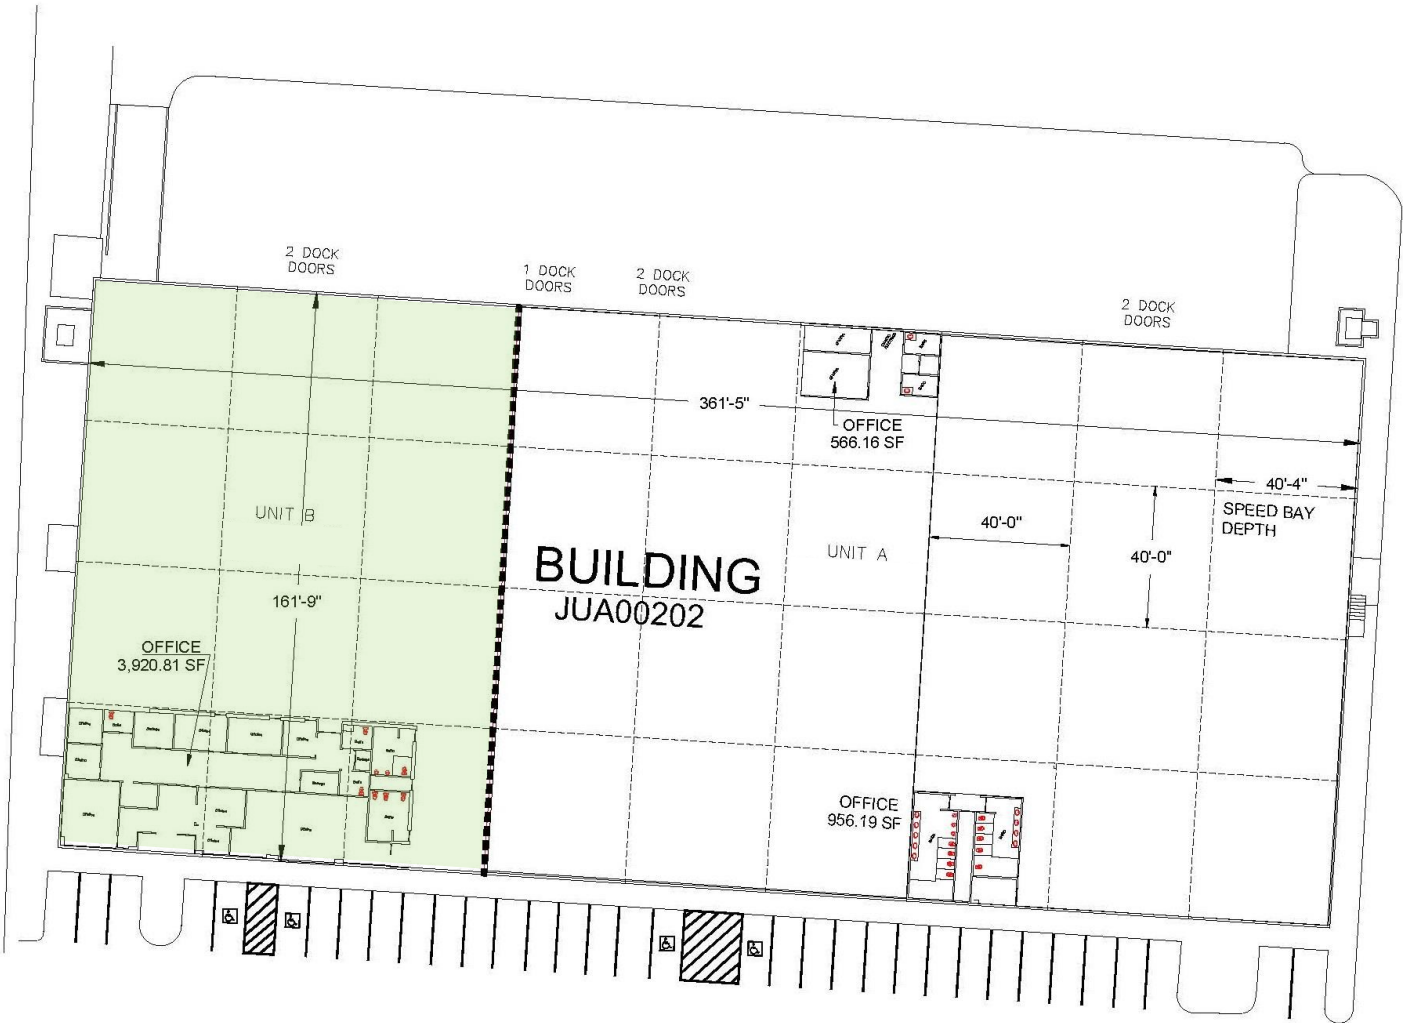 2 DOCK
DOORS
1 DOCK
DOORS
2 DOCK
DOORS
2 DOCK
DOORS
361'-5"
OFFICE
566.16 SF
40'-4"
SPEED BAY
DEPTH
UNIT B
40'-0"
UNIT A
40'-0"
BUILDING
JUA00202
161'-9"
OFFICE
3,920.81 SF
OFFICE
956.19 SF